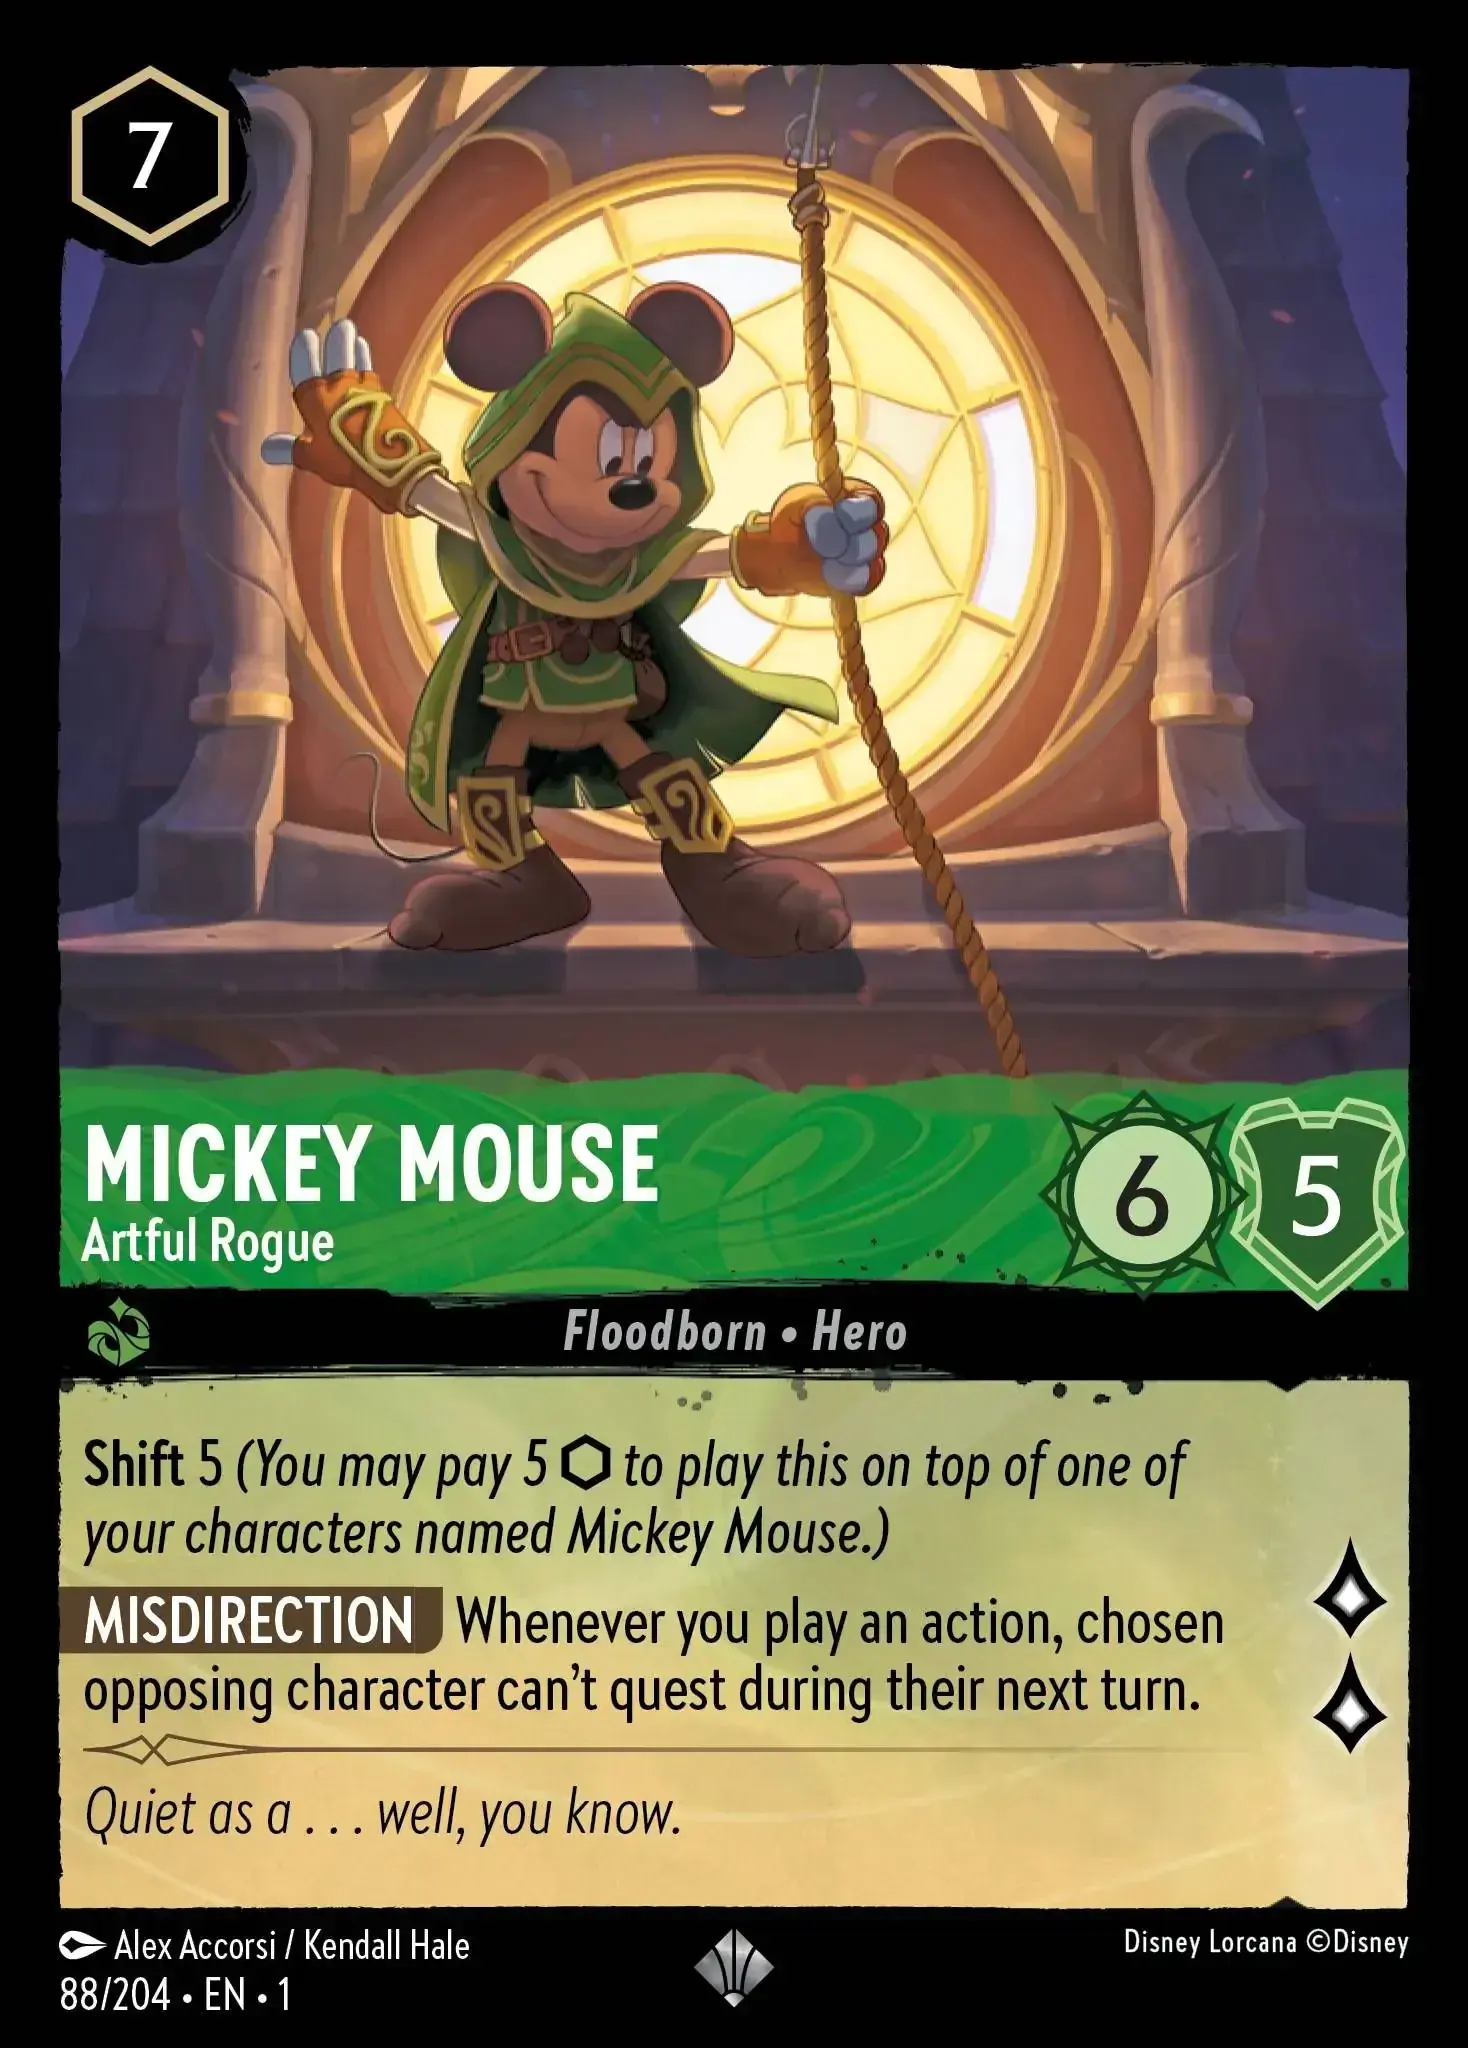 7
MICKEY MOUSE
Artful Rogue
6
5
Floodborn • Hero
Shift 5 (You may pay 5 ⬡ to play this on top of one of
your characters named Mickey Mouse.)
MISDIRECTION Whenever you play an action, chosen
opposing character can’t quest during their next turn.
Quiet as a . . . well, you know.
Alex Accorsi / Kendall Hale
Disney Lorcana ©Disney
88/204 • EN • 1